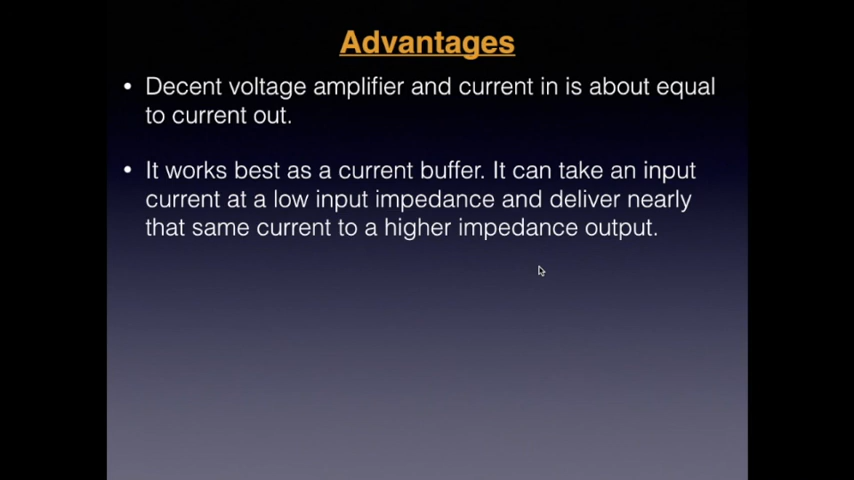 Advantages
• Decent voltage amplifier and current in is about equal
to current out.
• It works best as a current buffer. It can take an input
current at a low input impedance and deliver nearly
that same current to a higher impedance output.